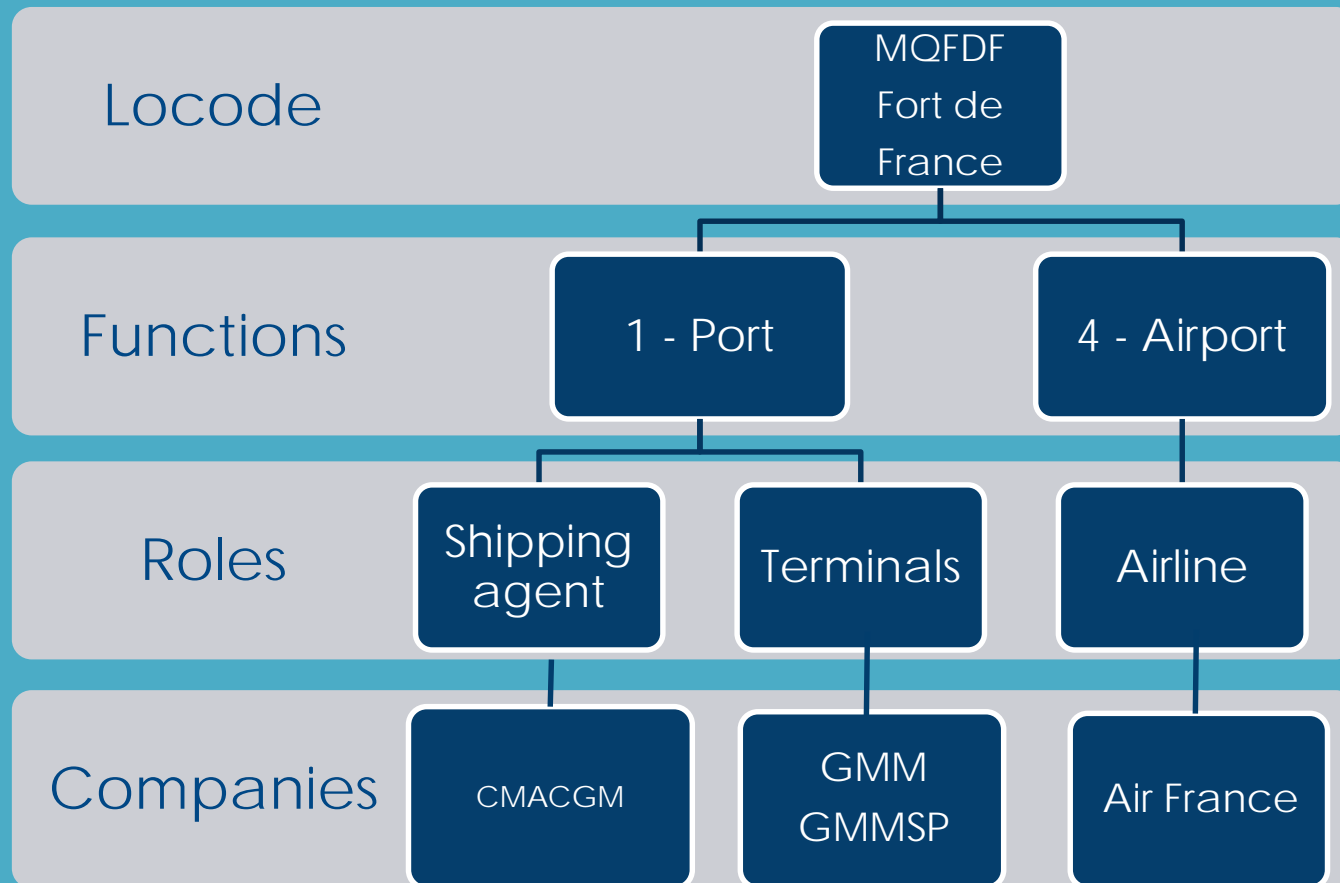 Locode
MQFDF
Fort de
France
Functions
1 - Port
4 - Airport
Roles
Shipping
agent
Terminals
Airline
Companies
CMACGM
GMM
GMMSP
Air France